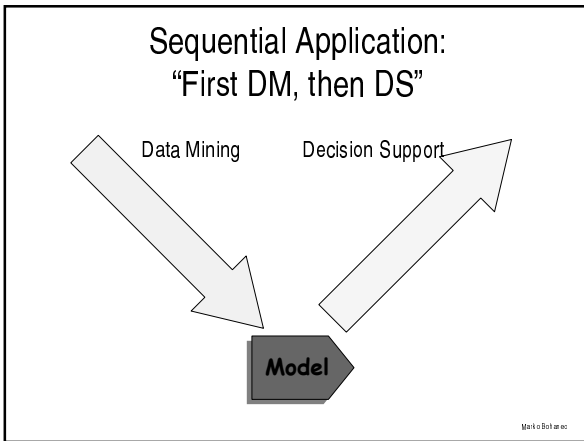 Sequential Application:
“First DM, then DS”
Data Mining
Decision Support
Model
Marko Bohanec